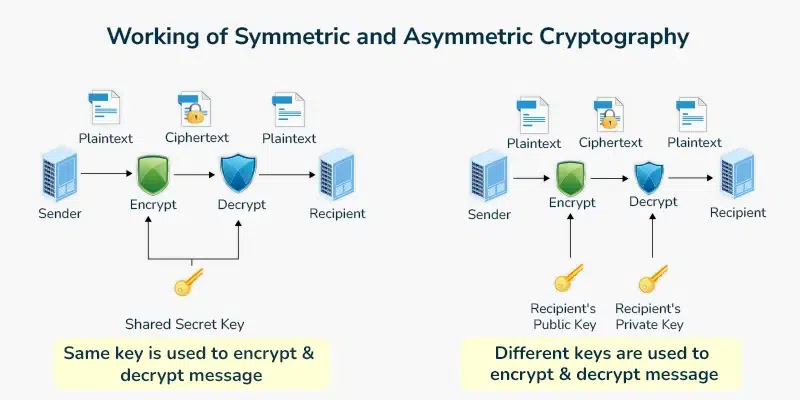 Working of Symmetric and Asymmetric Cryptography
Plaintext
Ciphertext
Plaintext
Sender
Encrypt
Decrypt
Recipient
Shared Secret Key
Same key is used to encrypt &
decrypt message
Plaintext
Ciphertext
Plaintext
Sender
Encrypt
Decrypt
Recipient
Recipient's
Public Key
Recipient's
Private Key
Different keys are used to
encrypt & decrypt message